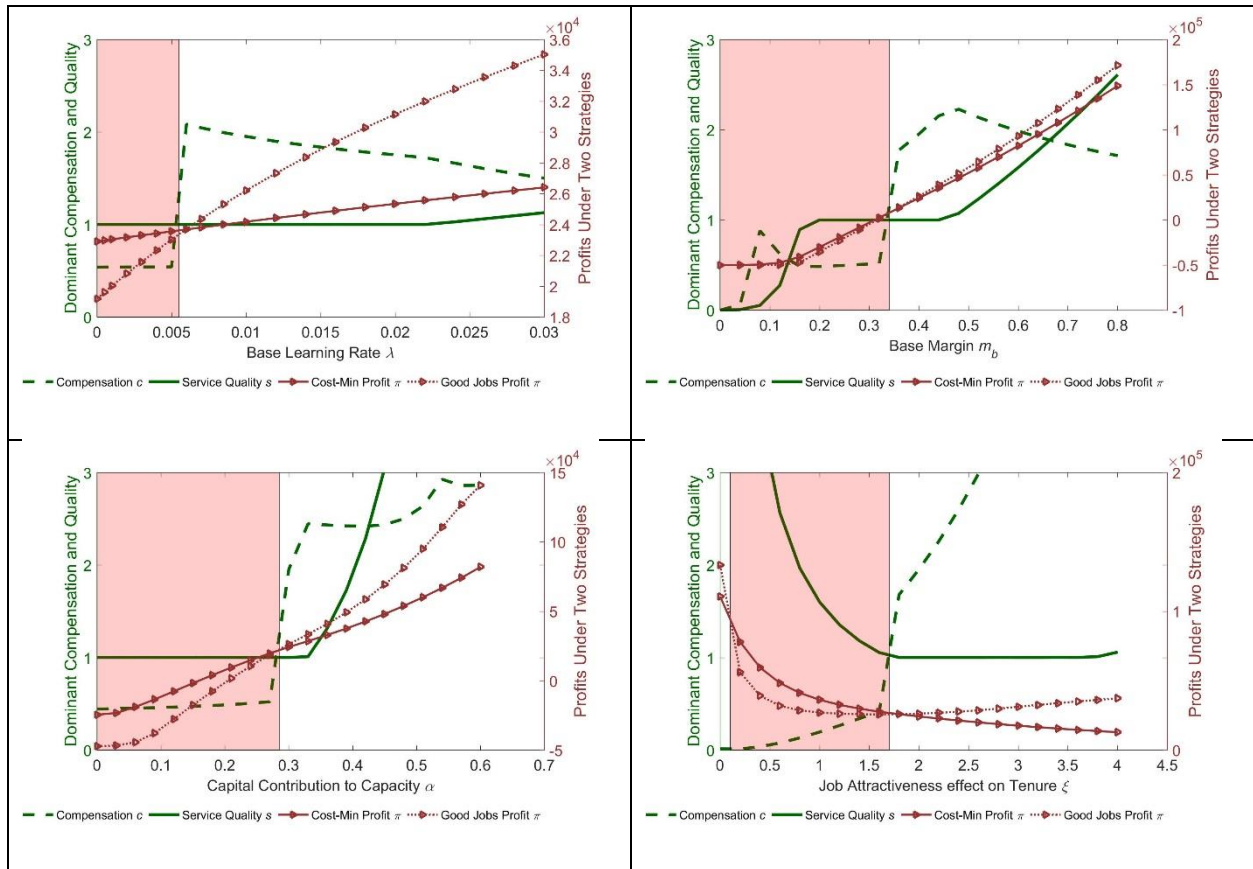 ×10⁴
3
2
1
0
Dominant Compensation and Quality
3.6
3.4
3.2
3
2.8
2.6
2.4
2.2
2
1.8
Profits Under Two Strategies
0 0.005 0.01 0.015 0.02 0.025 0.03
Base Learning Rate λ
Compensation c Service Quality s Cost-Min Profit π Good Jobs Profit π
×10⁵
3
2
1
0
Dominant Compensation and Quality
2
1.5
1
0.5
0
-0.5
-1
Profits Under Two Strategies
0 0.1 0.2 0.3 0.4 0.5 0.6 0.7 0.8 0.9
Base Margin m_b
Compensation c Service Quality s Cost-Min Profit π Good Jobs Profit π
×10⁴
3
2
1
0
Dominant Compensation and Quality
15
10
5
0
-5
Profits Under Two Strategies
0 0.1 0.2 0.3 0.4 0.5 0.6 0.7
Capital Contribution to Capacity α
Compensation c Service Quality s Cost-Min Profit π Good Jobs Profit π
×10⁵
3
2
1
0
Dominant Compensation and Quality
2
1
0
Profits Under Two Strategies
0 0.5 1 1.5 2 2.5 3 3.5 4 4.5
Job Attractiveness effect on Tenure ξ
Compensation c Service Quality s Cost-Min Profit π Good Jobs Profit π